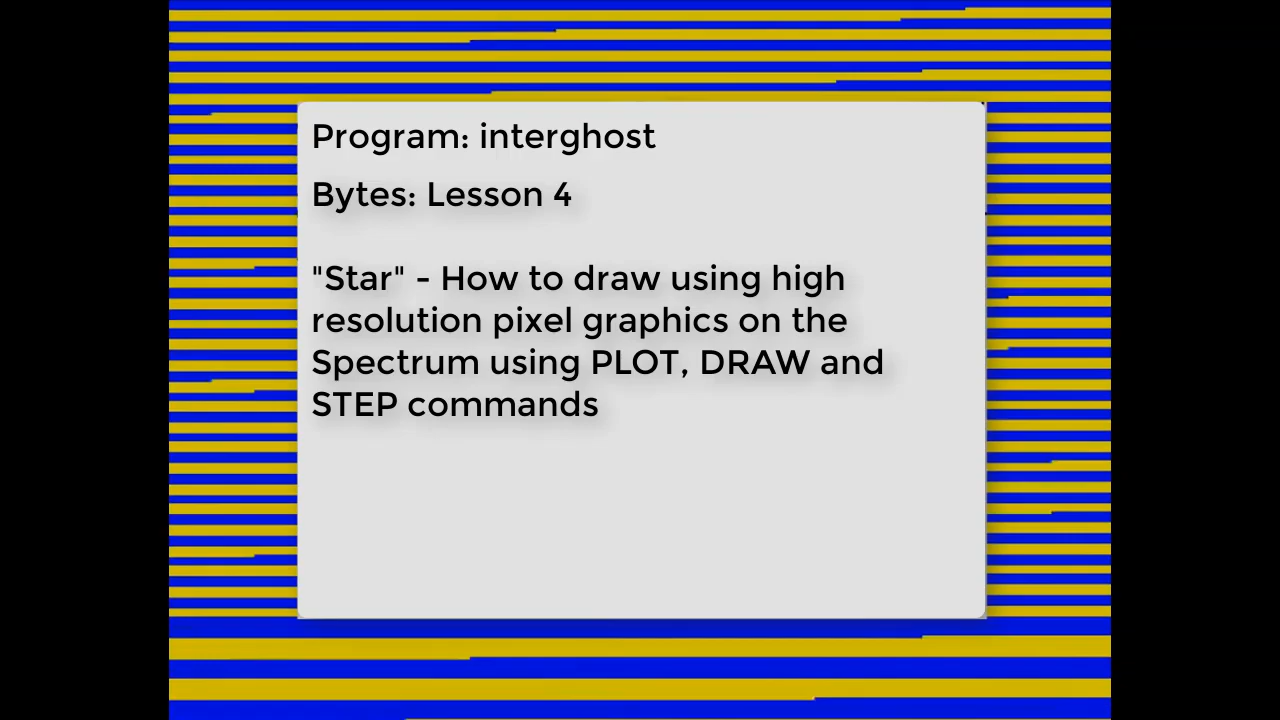 Program: interghost
Bytes: Lesson 4
"Star" - How to draw using high
resolution pixel graphics on the
Spectrum using PLOT, DRAW and
STEP commands